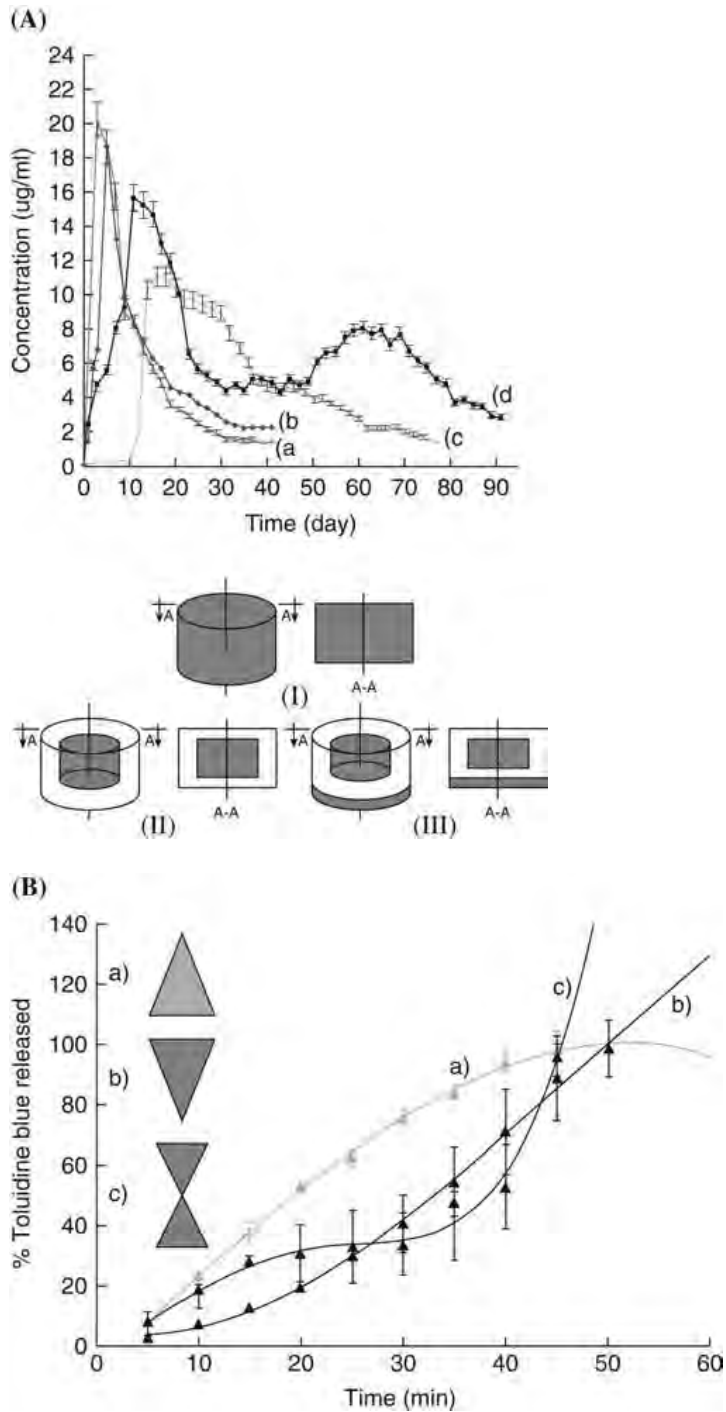 (A)
24
22
20
18
16
14
12
10
8
6
4
2
0
Concentration (ug/ml)
(d
(b
(c
(a
0 10 20 30 40 50 60 70 80 90
Time (day)
A A
A-A
(I)
A A A A
A-A A-A
(II) (III)
(B)
140
120
100
80
60
40
20
0
% Toluidine blue released
a)
b)
c)
c)
b)
a)
0 10 20 30 40 50 60
Time (min)